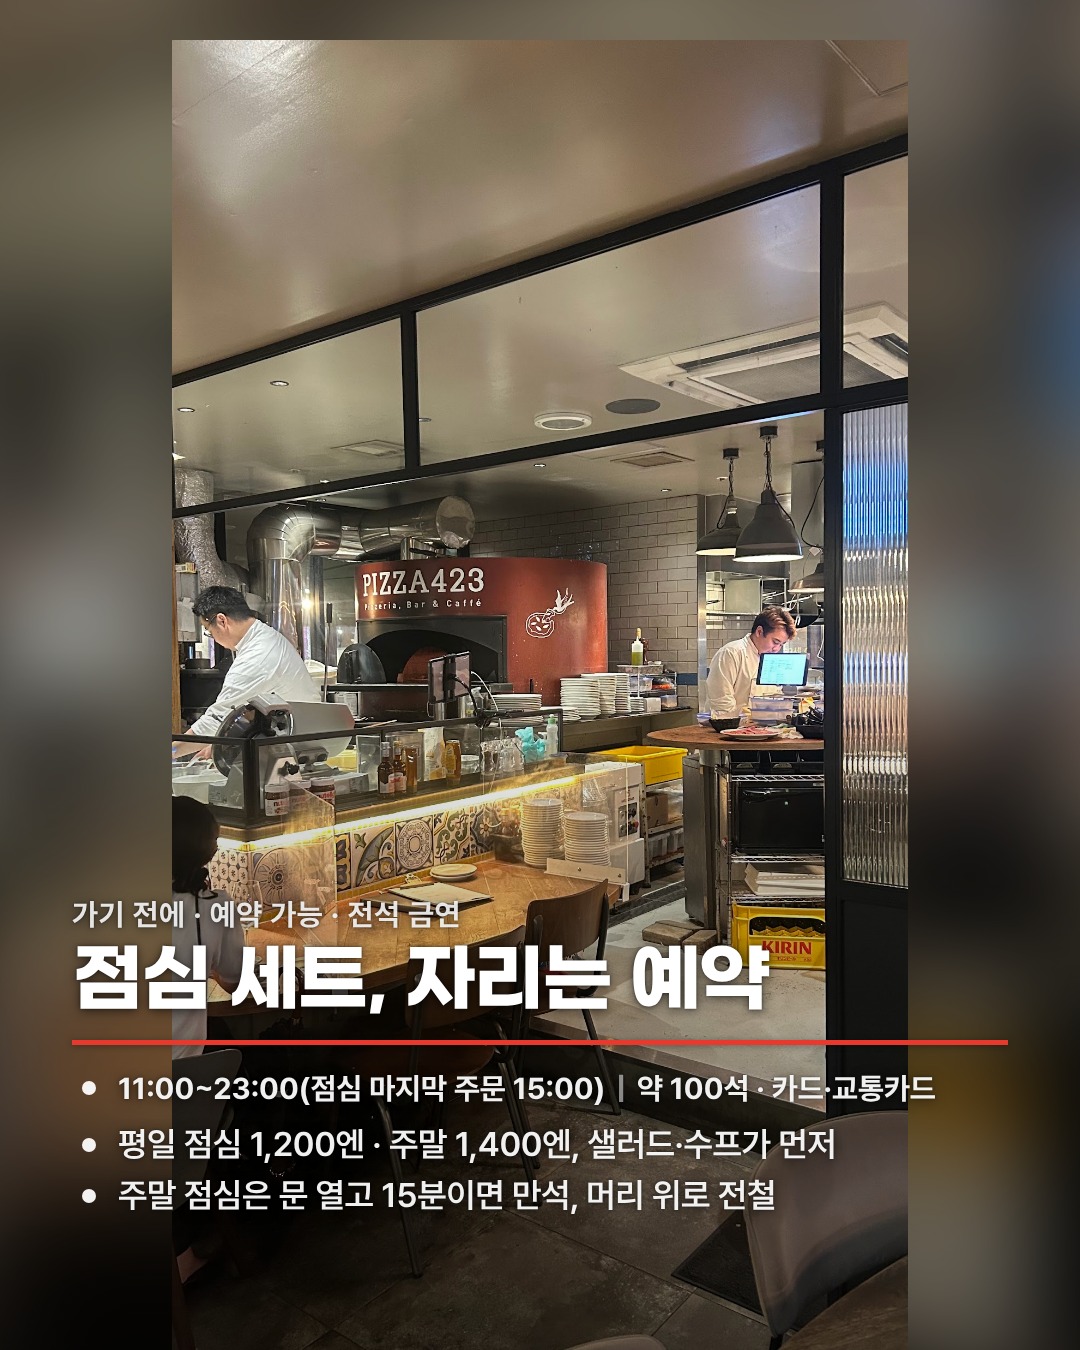 PIZZA423
Pizzeria, Bar & Caffé
KIRIN
가기 전에 · 예약 가능 · 전석 금연
점심 세트, 자리는 예약
• 11:00~23:00(점심 마지막 주문 15:00) | 약 100석 · 카드·교통카드
• 평일 점심 1,200엔 · 주말 1,400엔, 샐러드·수프가 먼저
• 주말 점심은 문 열고 15분이면 만석, 머리 위로 전철